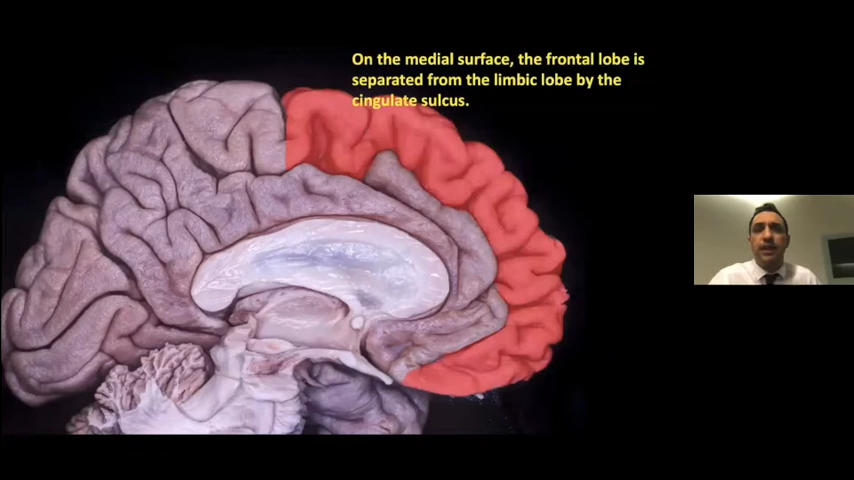 On the medial surface, the frontal lobe is
separated from the limbic lobe by the
cingulate sulcus.